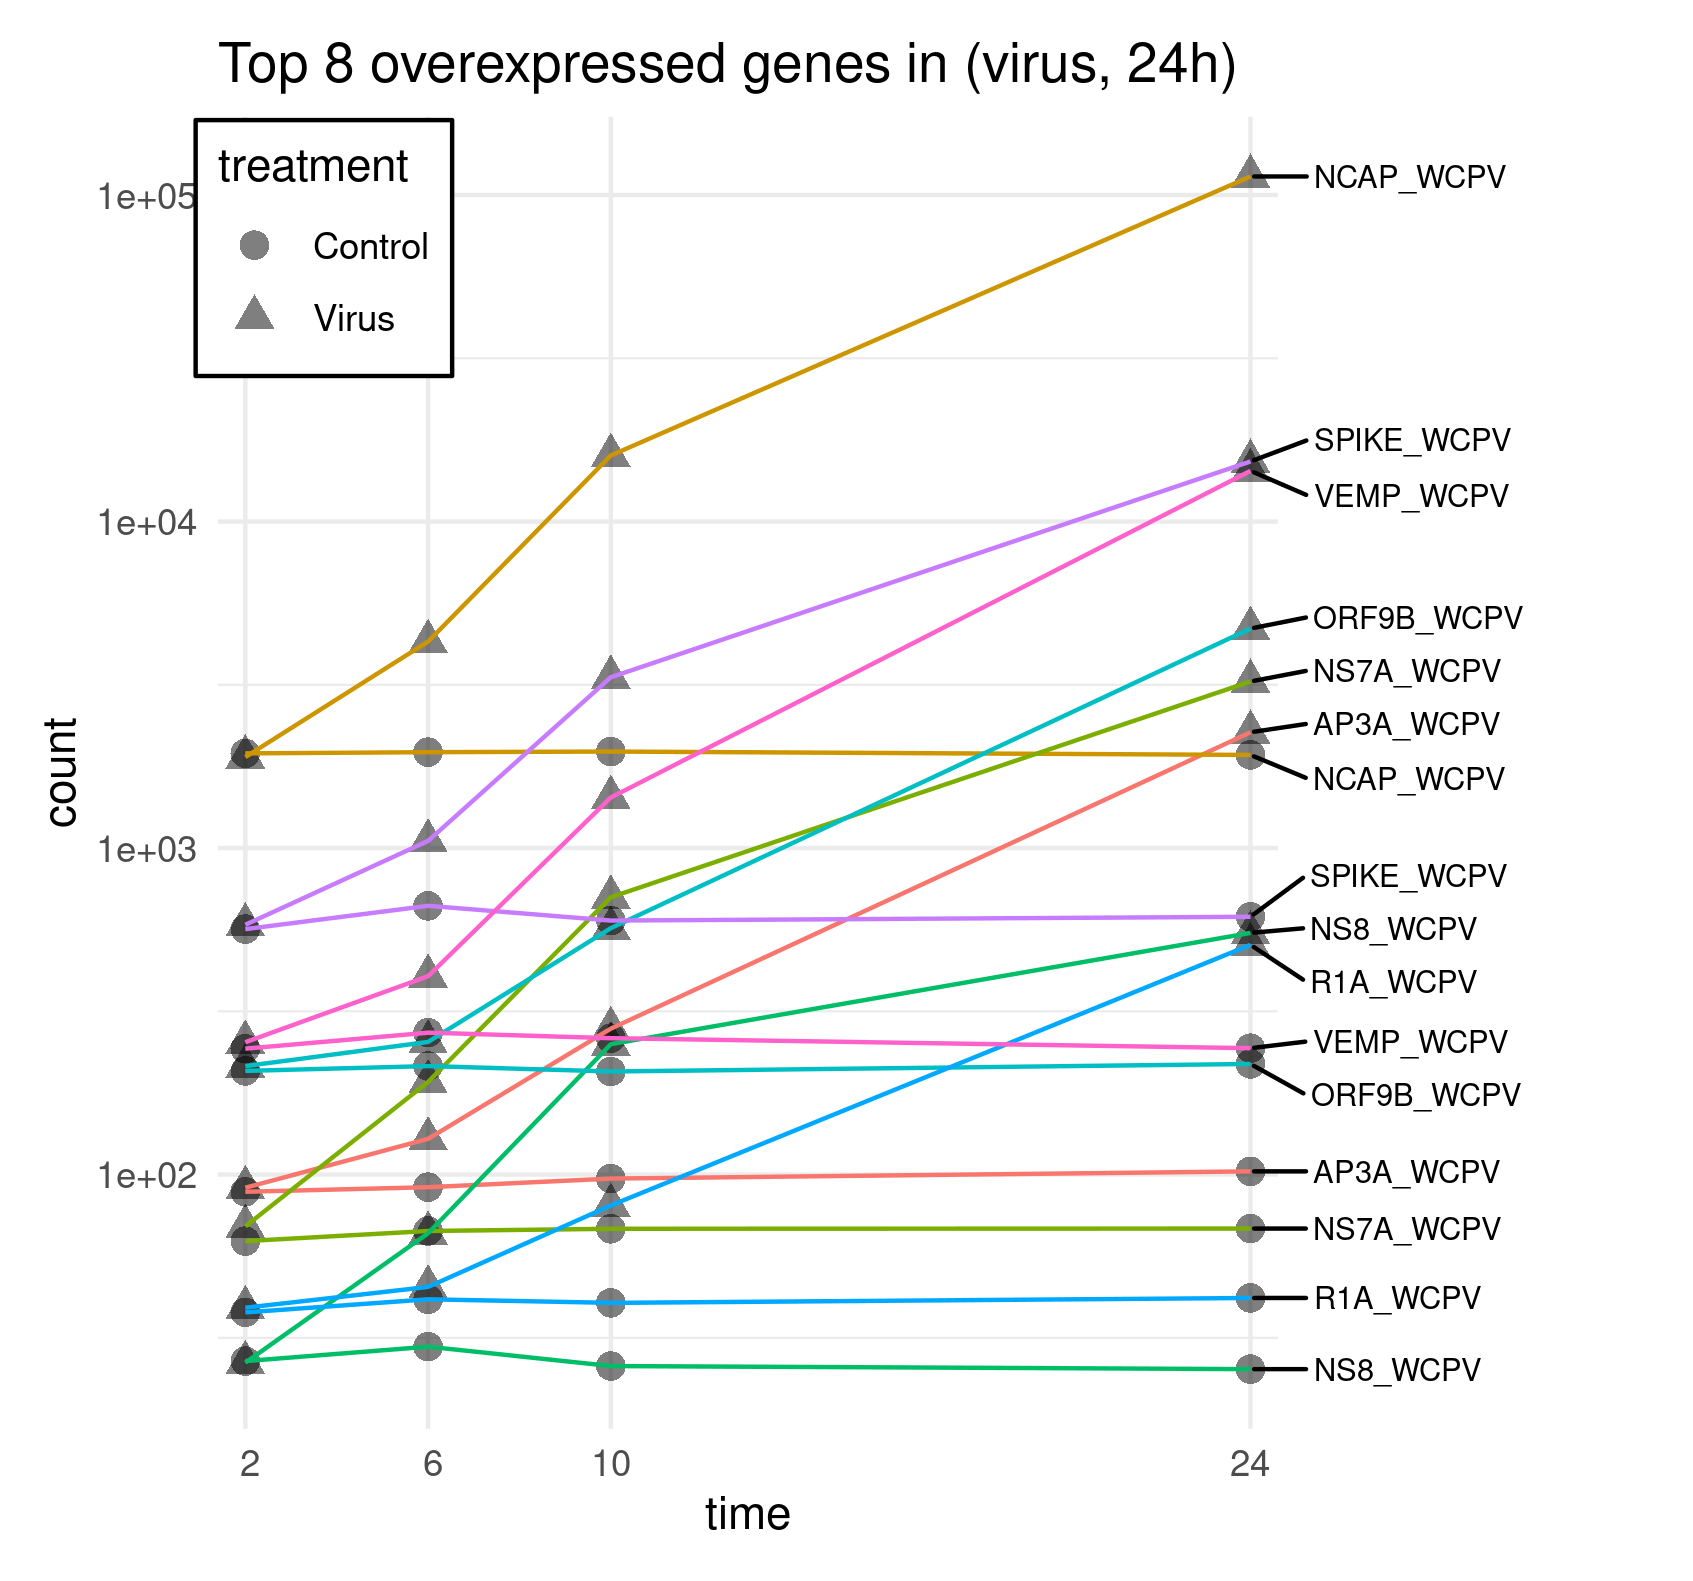 Top 8 overexpressed genes in (virus, 24h)
treatment
Control
Virus
1e+05
1e+04
1e+03
1e+02
count
NCAP_WCPV
SPIKE_WCPV
VEMP_WCPV
ORF9B_WCPV
NS7A_WCPV
AP3A_WCPV
NCAP_WCPV
SPIKE_WCPV
NS8_WCPV
R1A_WCPV
VEMP_WCPV
ORF9B_WCPV
AP3A_WCPV
NS7A_WCPV
R1A_WCPV
NS8_WCPV
2 6 10 24
time